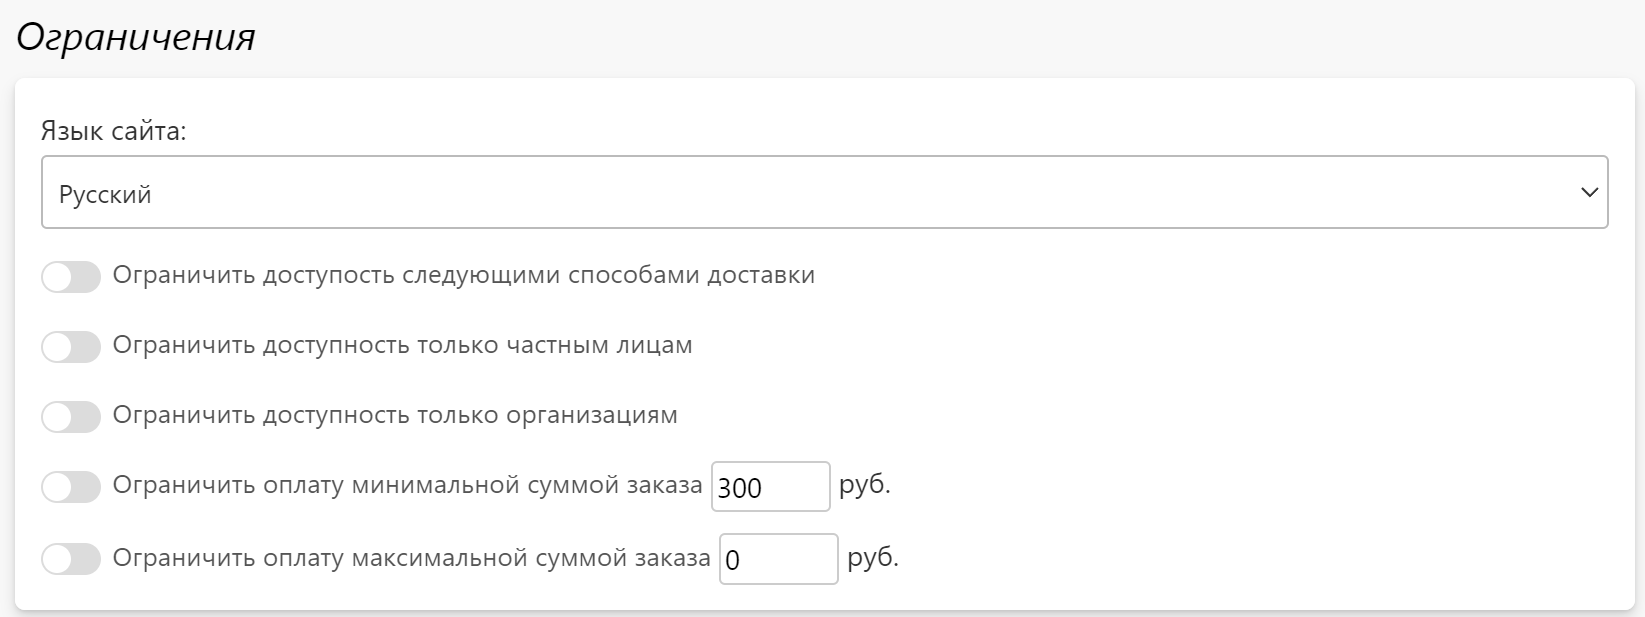 Ограничения
Язык сайта:
Русский
Ограничить доступость следующими способами доставки
Ограничить доступность только частным лицам
Ограничить доступность только организациям
Ограничить оплату минимальной суммой заказа 300 руб.
Ограничить оплату максимальной суммой заказа 0 руб.